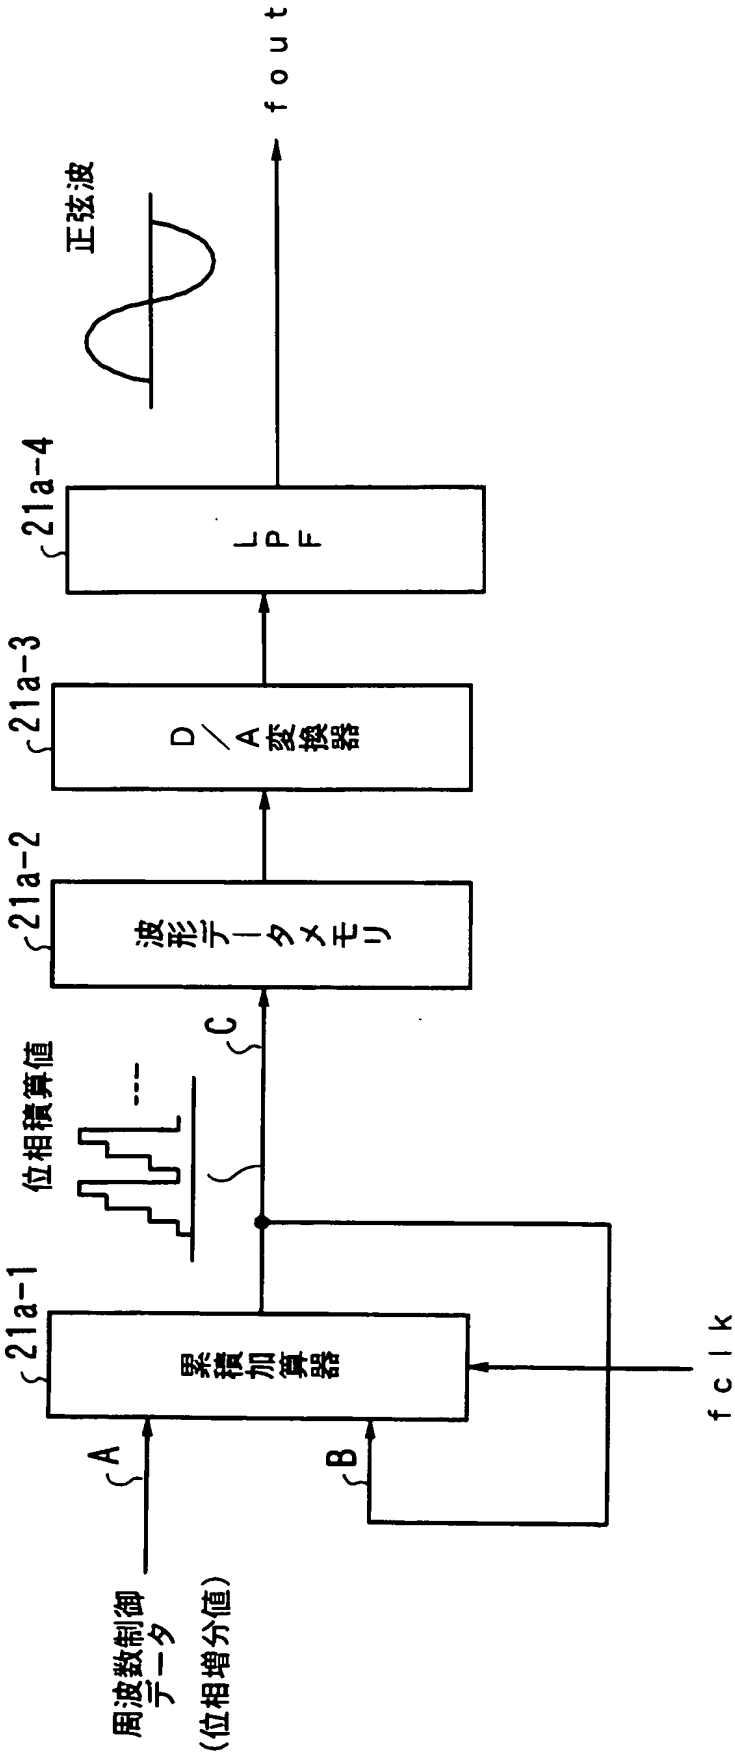 周波数制御
データ
(位相増分値)
A
B
21a-1
累積加算器
fclk
位相積算値
C
21a-2
波形データメモリ
21a-3
D/A変換器
21a-4
LPF
正弦波
fout